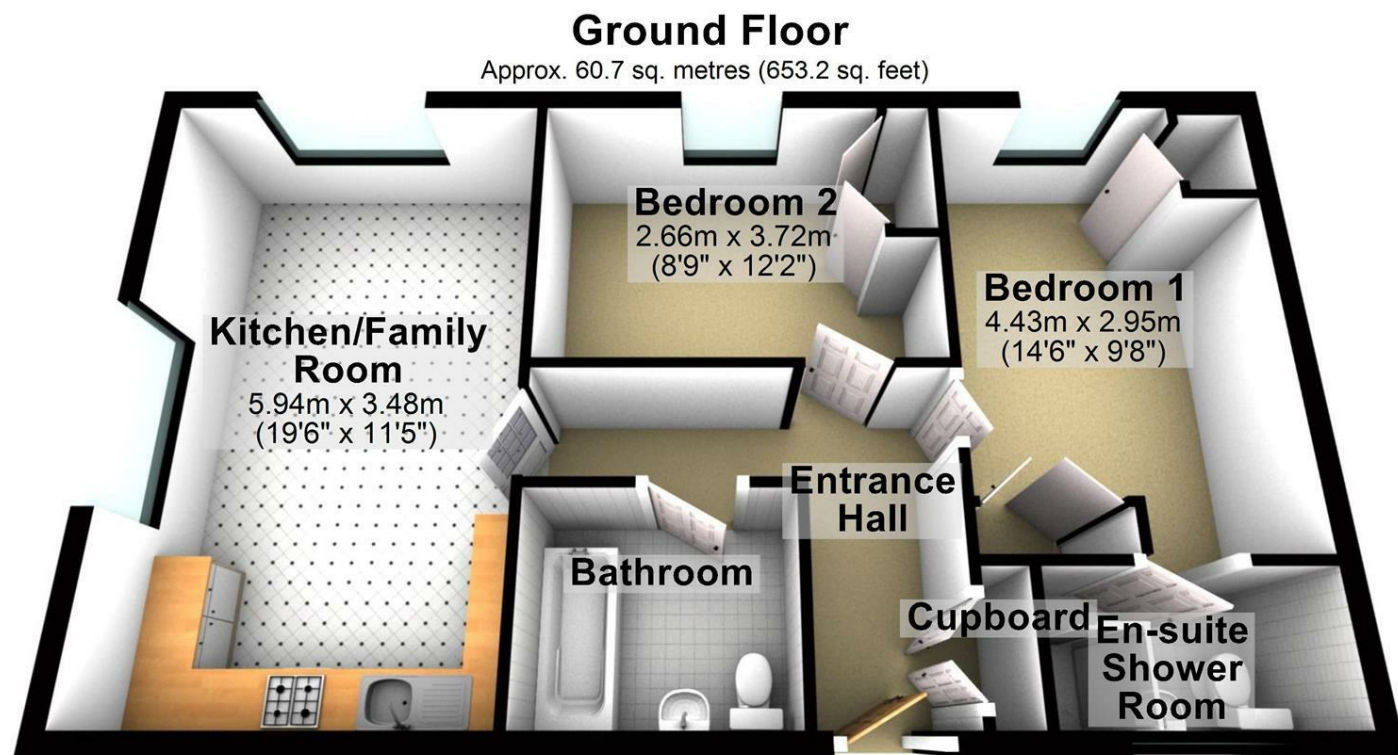 Ground Floor
Approx. 60.7 sq. metres (653.2 sq. feet)
Bedroom 2
2.66m x 3.72m
(8'9" x 12'2")
Bedroom 1
4.43m x 2.95m
(14'6" x 9'8")
Kitchen/Family
Room
5.94m x 3.48m
(19'6" x 11'5")
Entrance
Hall
Bathroom
Cupboard
En-suite
Shower
Room